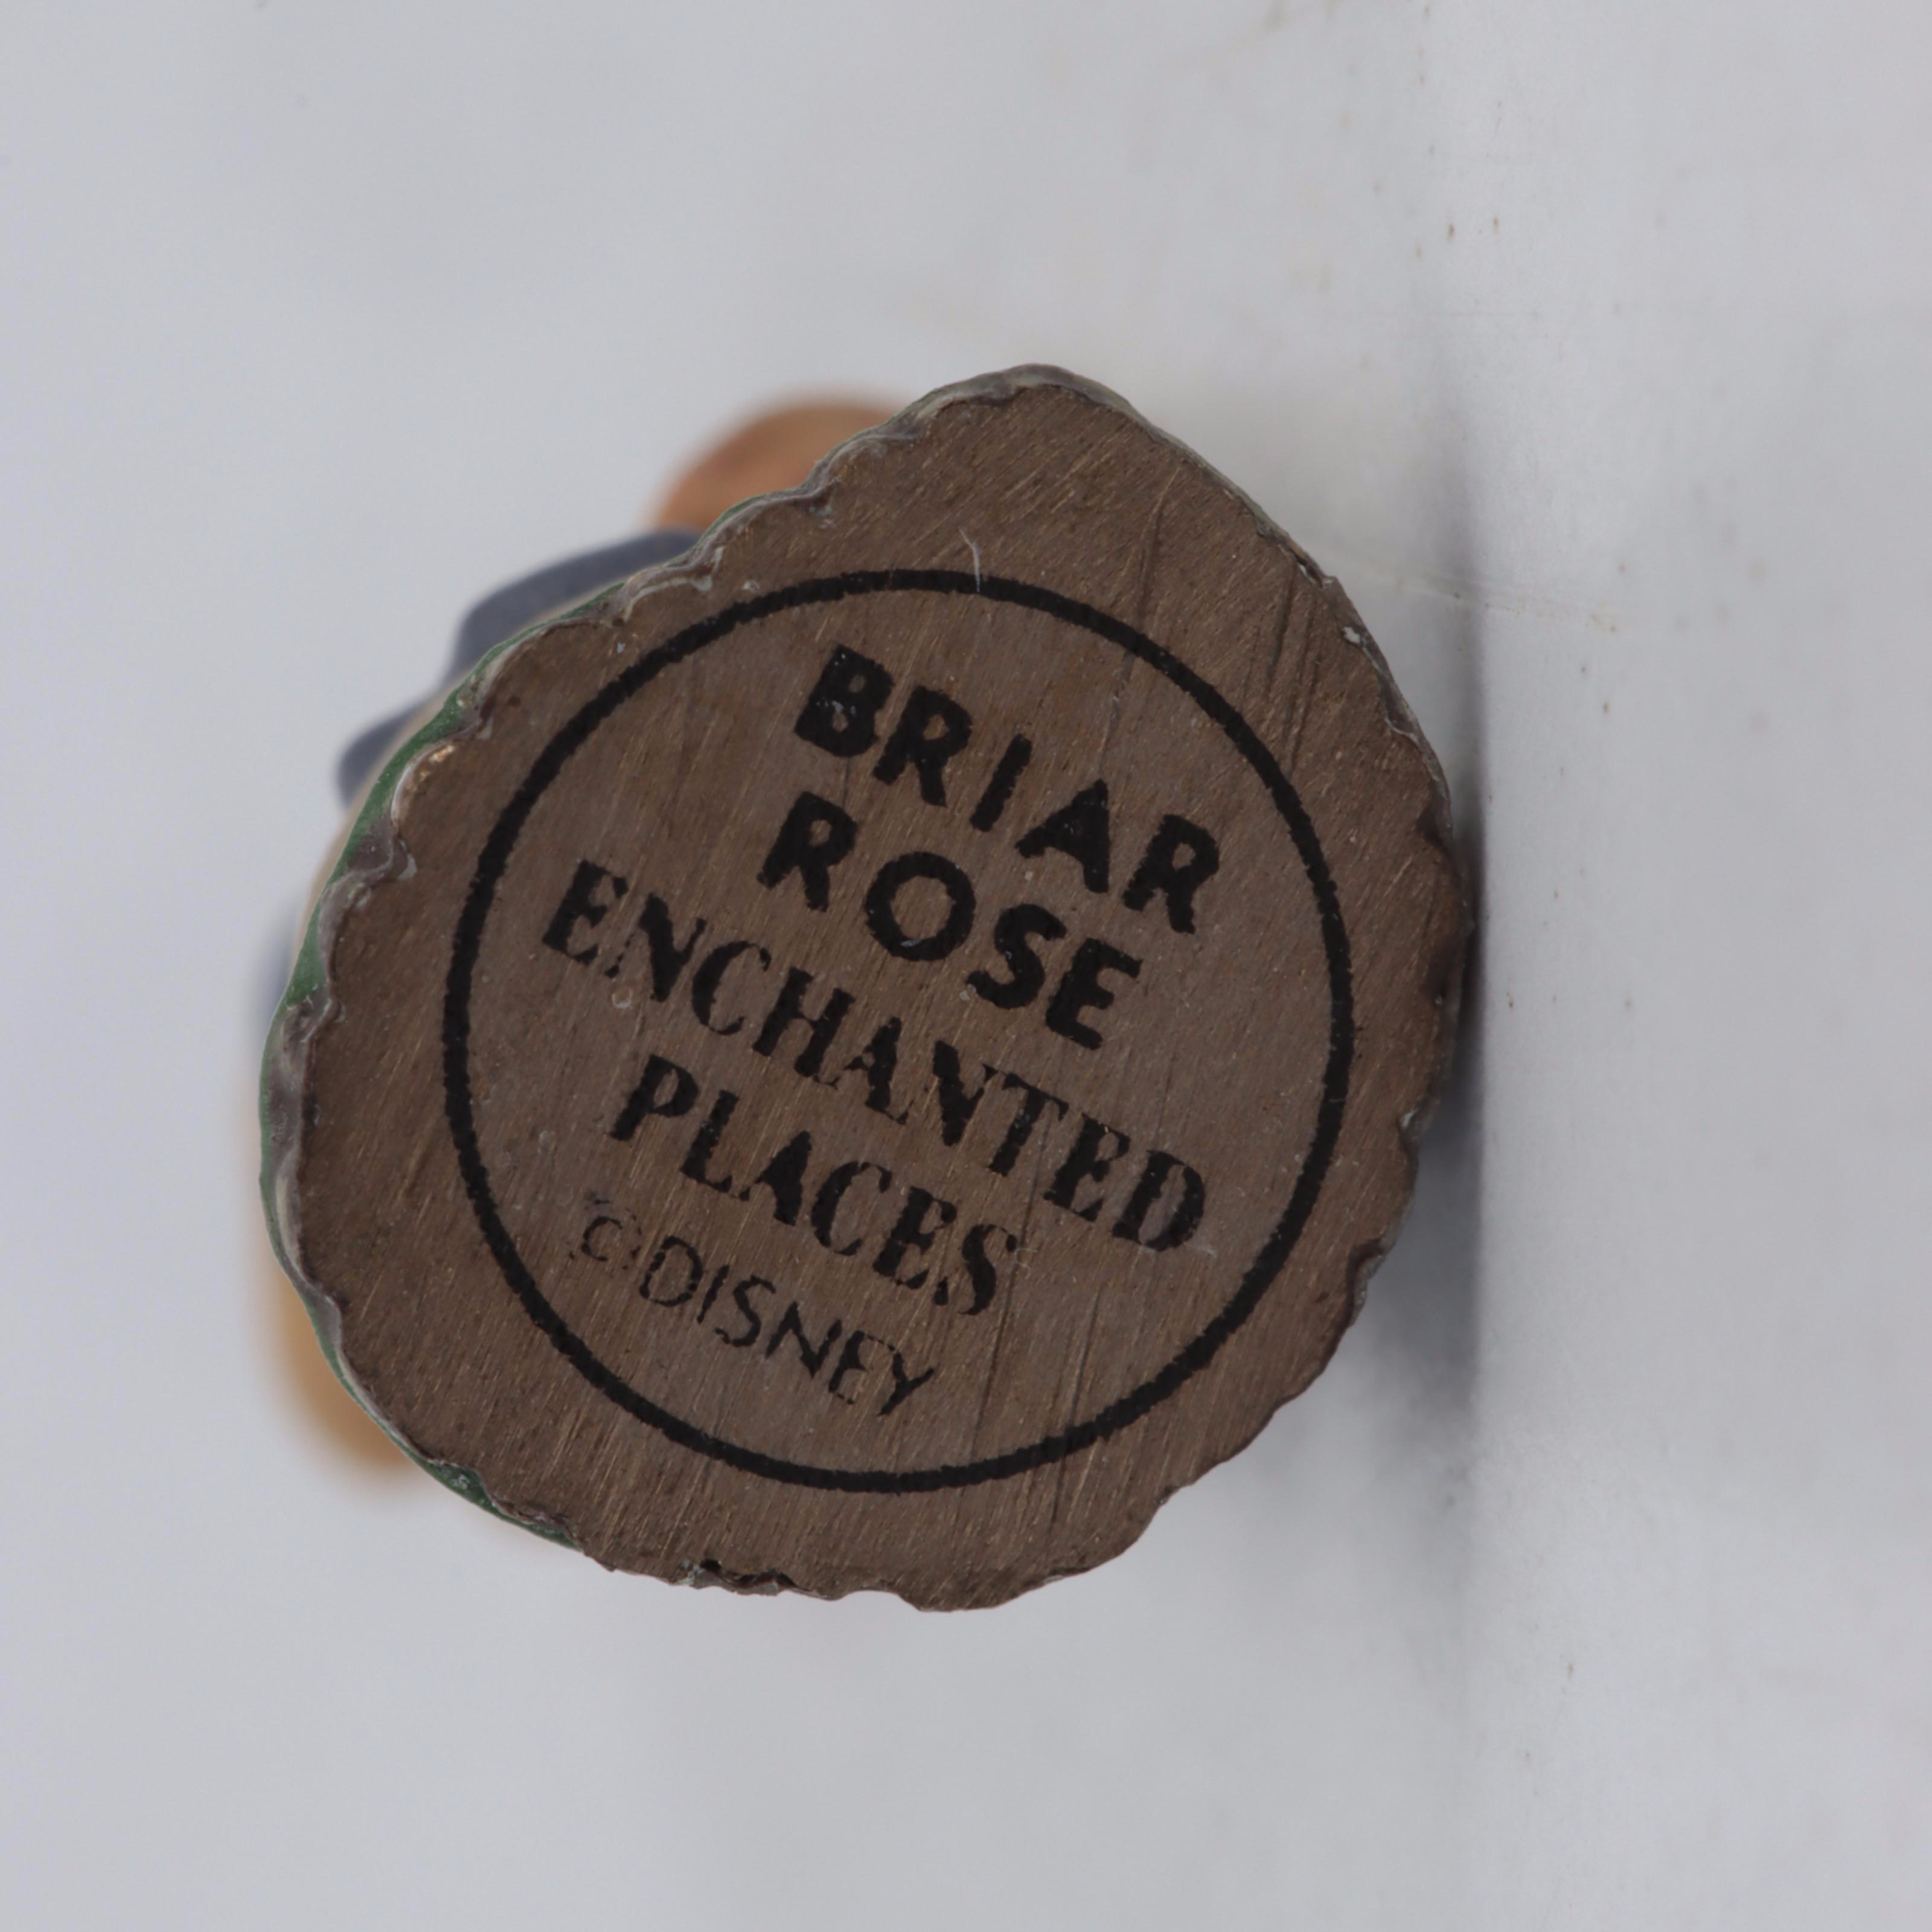 BRIAR
ROSE
ENCHANTED
PLACES
©DISNEY